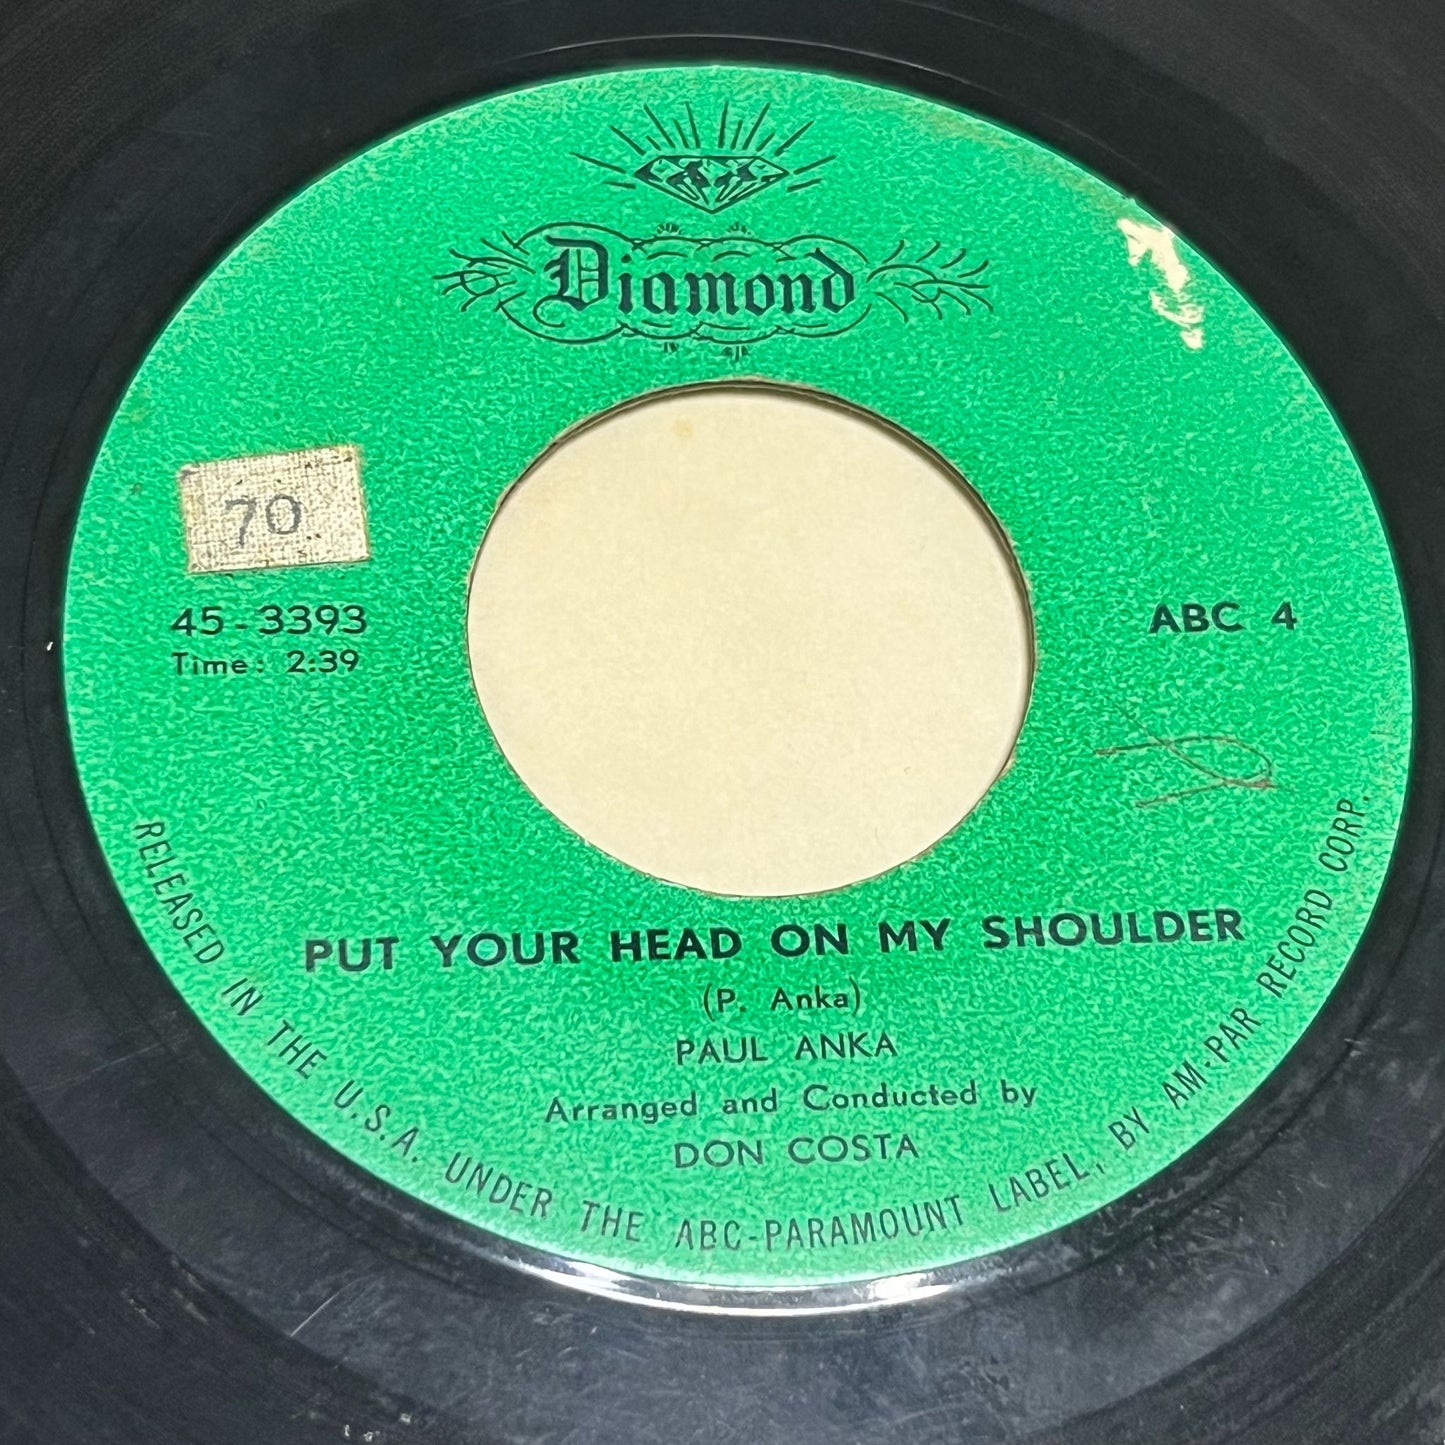 Diamond
70
45-3393
Time: 2:39
ABC 4
PUT YOUR HEAD ON MY SHOULDER
(P. Anka)
PAUL ANKA
Arranged and Conducted by
DON COSTA
RELEASED IN THE U.S.A. UNDER THE ABC-PARAMOUNT LABEL, BY AM-PAR RECORD CORP.